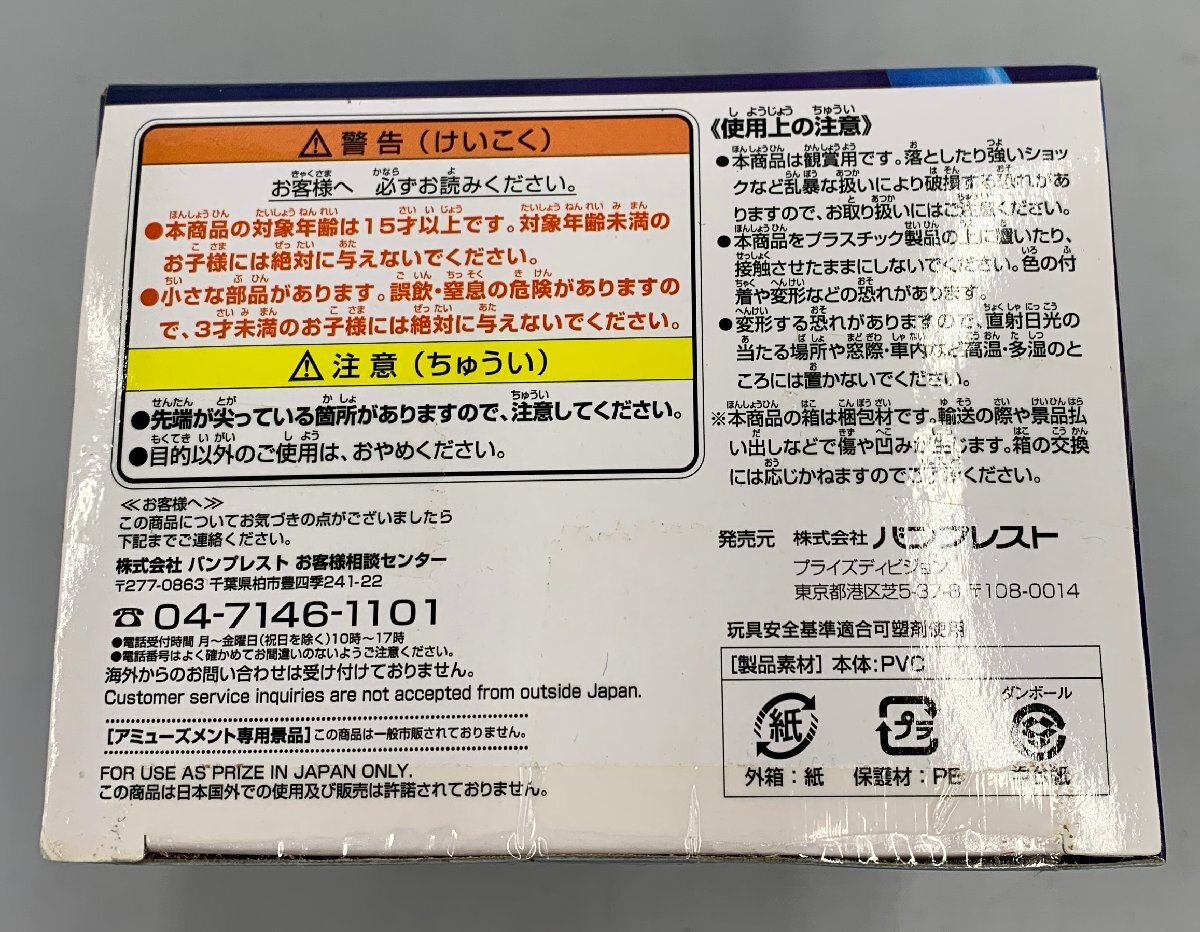 ⚠ 警告(けいこく)
お客様へ 必ずお読みください。
●本商品の対象年齢は15才以上です。対象年齢未満の
お子様には絶対に与えないでください。
●小さな部品があります。誤飲・窒息の危険がありますの
で、3才未満のお子様には絶対に与えないでください。
⚠ 注意(ちゅうい)
●先端が尖っている箇所がありますので、注意してください。
●目的以外のご使用は、おやめください。
≪お客様へ≫
この商品についてお気づきの点がございましたら
下記までご連絡ください。
株式会社 バンプレスト お客様相談センター
〒277-0863 千葉県柏市豊四季241-22
☎ 04-7146-1101
●電話受付時間 月〜金曜日(祝日を除く)10時〜17時
●電話番号はよく確かめてお間違いのないようご注意ください。
海外からのお問い合わせは受け付けておりません。
Customer service inquiries are not accepted from outside Japan.
[アミューズメント専用景品]この商品は一般市販されておりません。
FOR USE AS PRIZE IN JAPAN ONLY.
この商品は日本国外での使用及び販売は許諾されておりません。
《使用上の注意》
●本商品は観賞用です。落としたり強いショッ
クなど乱暴な扱いにより破損する恐れがあ
りますので、お取り扱いにはご注意ください。
●本商品をプラスチック製品の上に置いたり、
接触させたままにしないでください。色の付
着や変形などの恐れがあります。
●変形する恐れがありますので、直射日光の
当たる場所や窓際・車内など高温・多湿のと
ころには置かないでください。
※本商品の箱は梱包材です。輸送の際や景品払
い出しなどで傷や凹みが生じます。箱の交換
には応じかねますのでご了承ください。
発売元 株式会社 バンプレスト
プライズディビジョン
東京都港区芝5-37-8 〒108-0014
玩具安全基準適合可塑剤使用
[製品素材] 本体:PVC
紙 プラ ダンボール
外箱:紙 保護材:PE 台紙